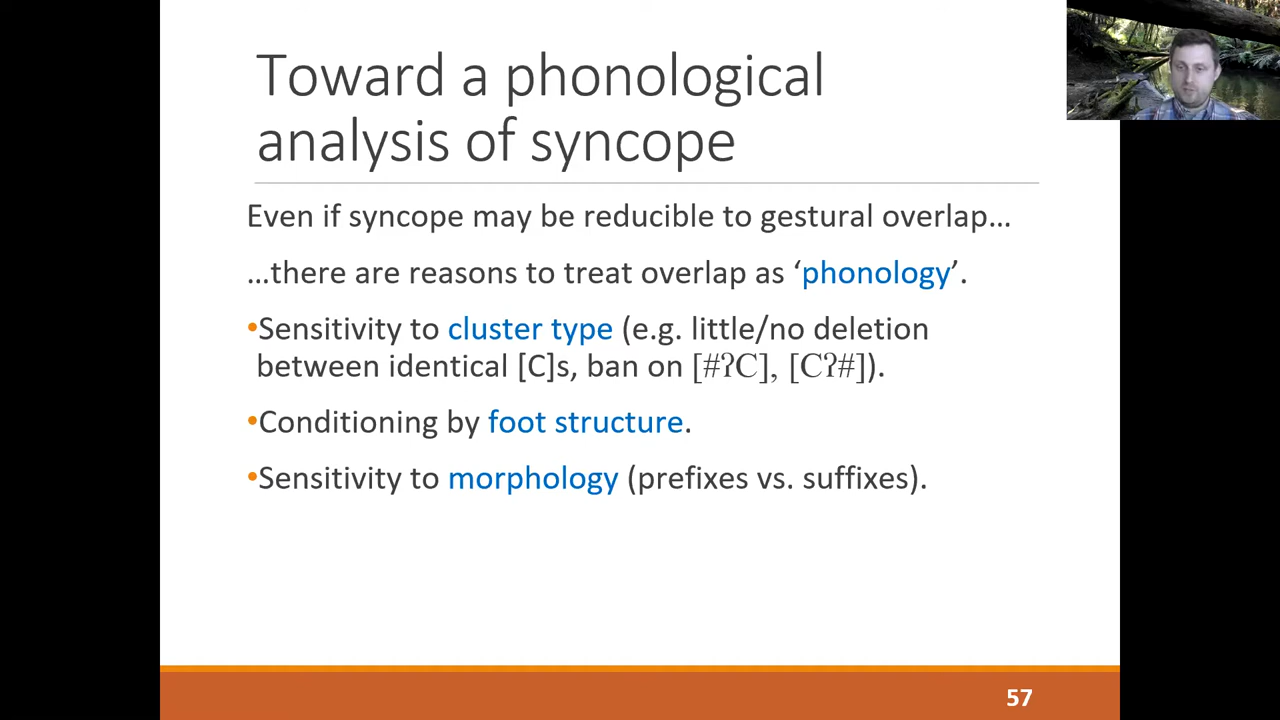 Toward a phonological
analysis of syncope
Even if syncope may be reducible to gestural overlap…
…there are reasons to treat overlap as ‘phonology’.
•Sensitivity to cluster type (e.g. little/no deletion
between identical [C]s, ban on [#ʔC], [Cʔ#]).
•Conditioning by foot structure.
•Sensitivity to morphology (prefixes vs. suffixes).
57